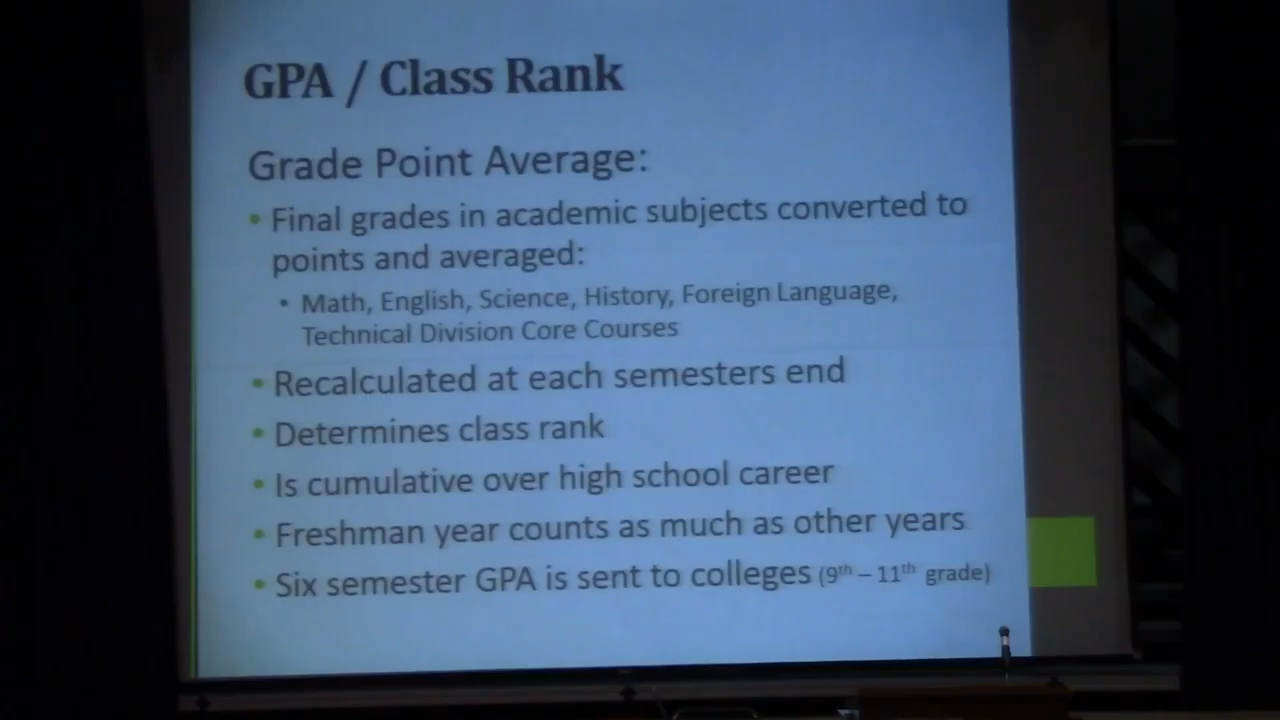 GPA / Class Rank
Grade Point Average:
• Final grades in academic subjects converted to
points and averaged:
• Math, English, Science, History, Foreign Language,
Technical Division Core Courses
• Recalculated at each semesters end
• Determines class rank
• Is cumulative over high school career
• Freshman year counts as much as other years
• Six semester GPA is sent to colleges (9th – 11th grade)